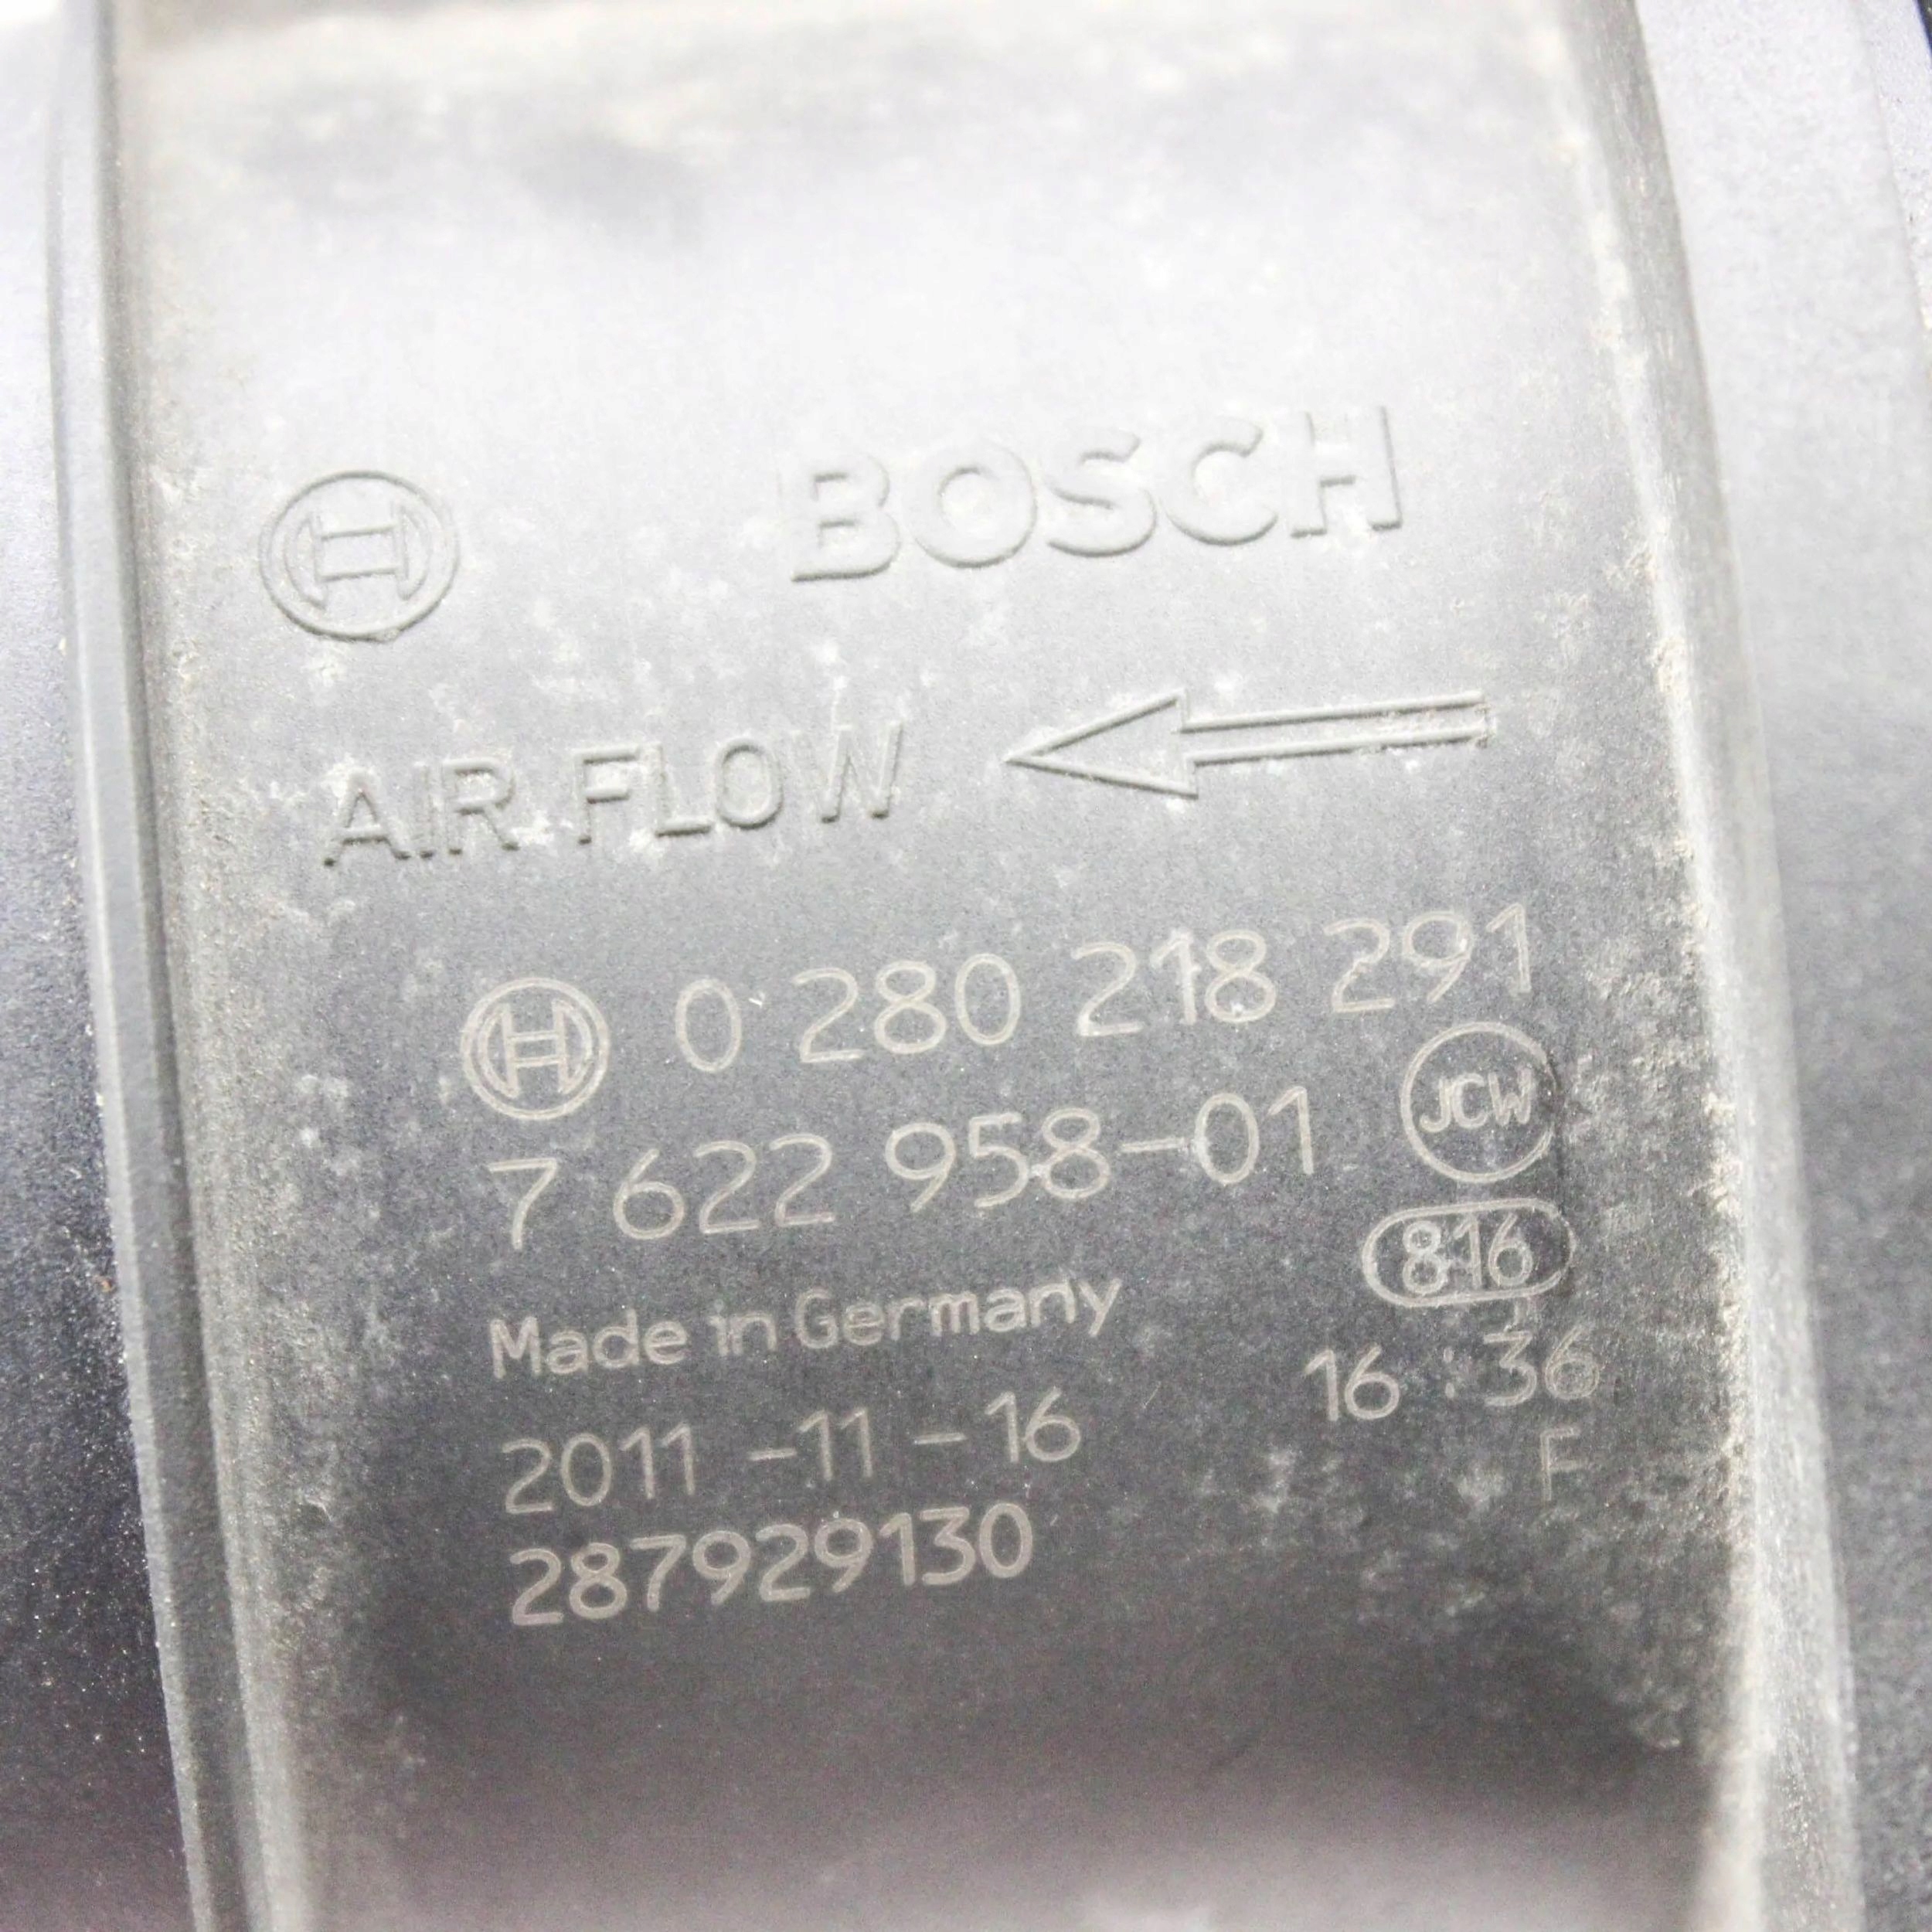 BOSCH
AIR FLOW
0 280 218 291
7 622 958-01 JCW
816
Made in Germany
16:36
2011-11-16 F
287929130